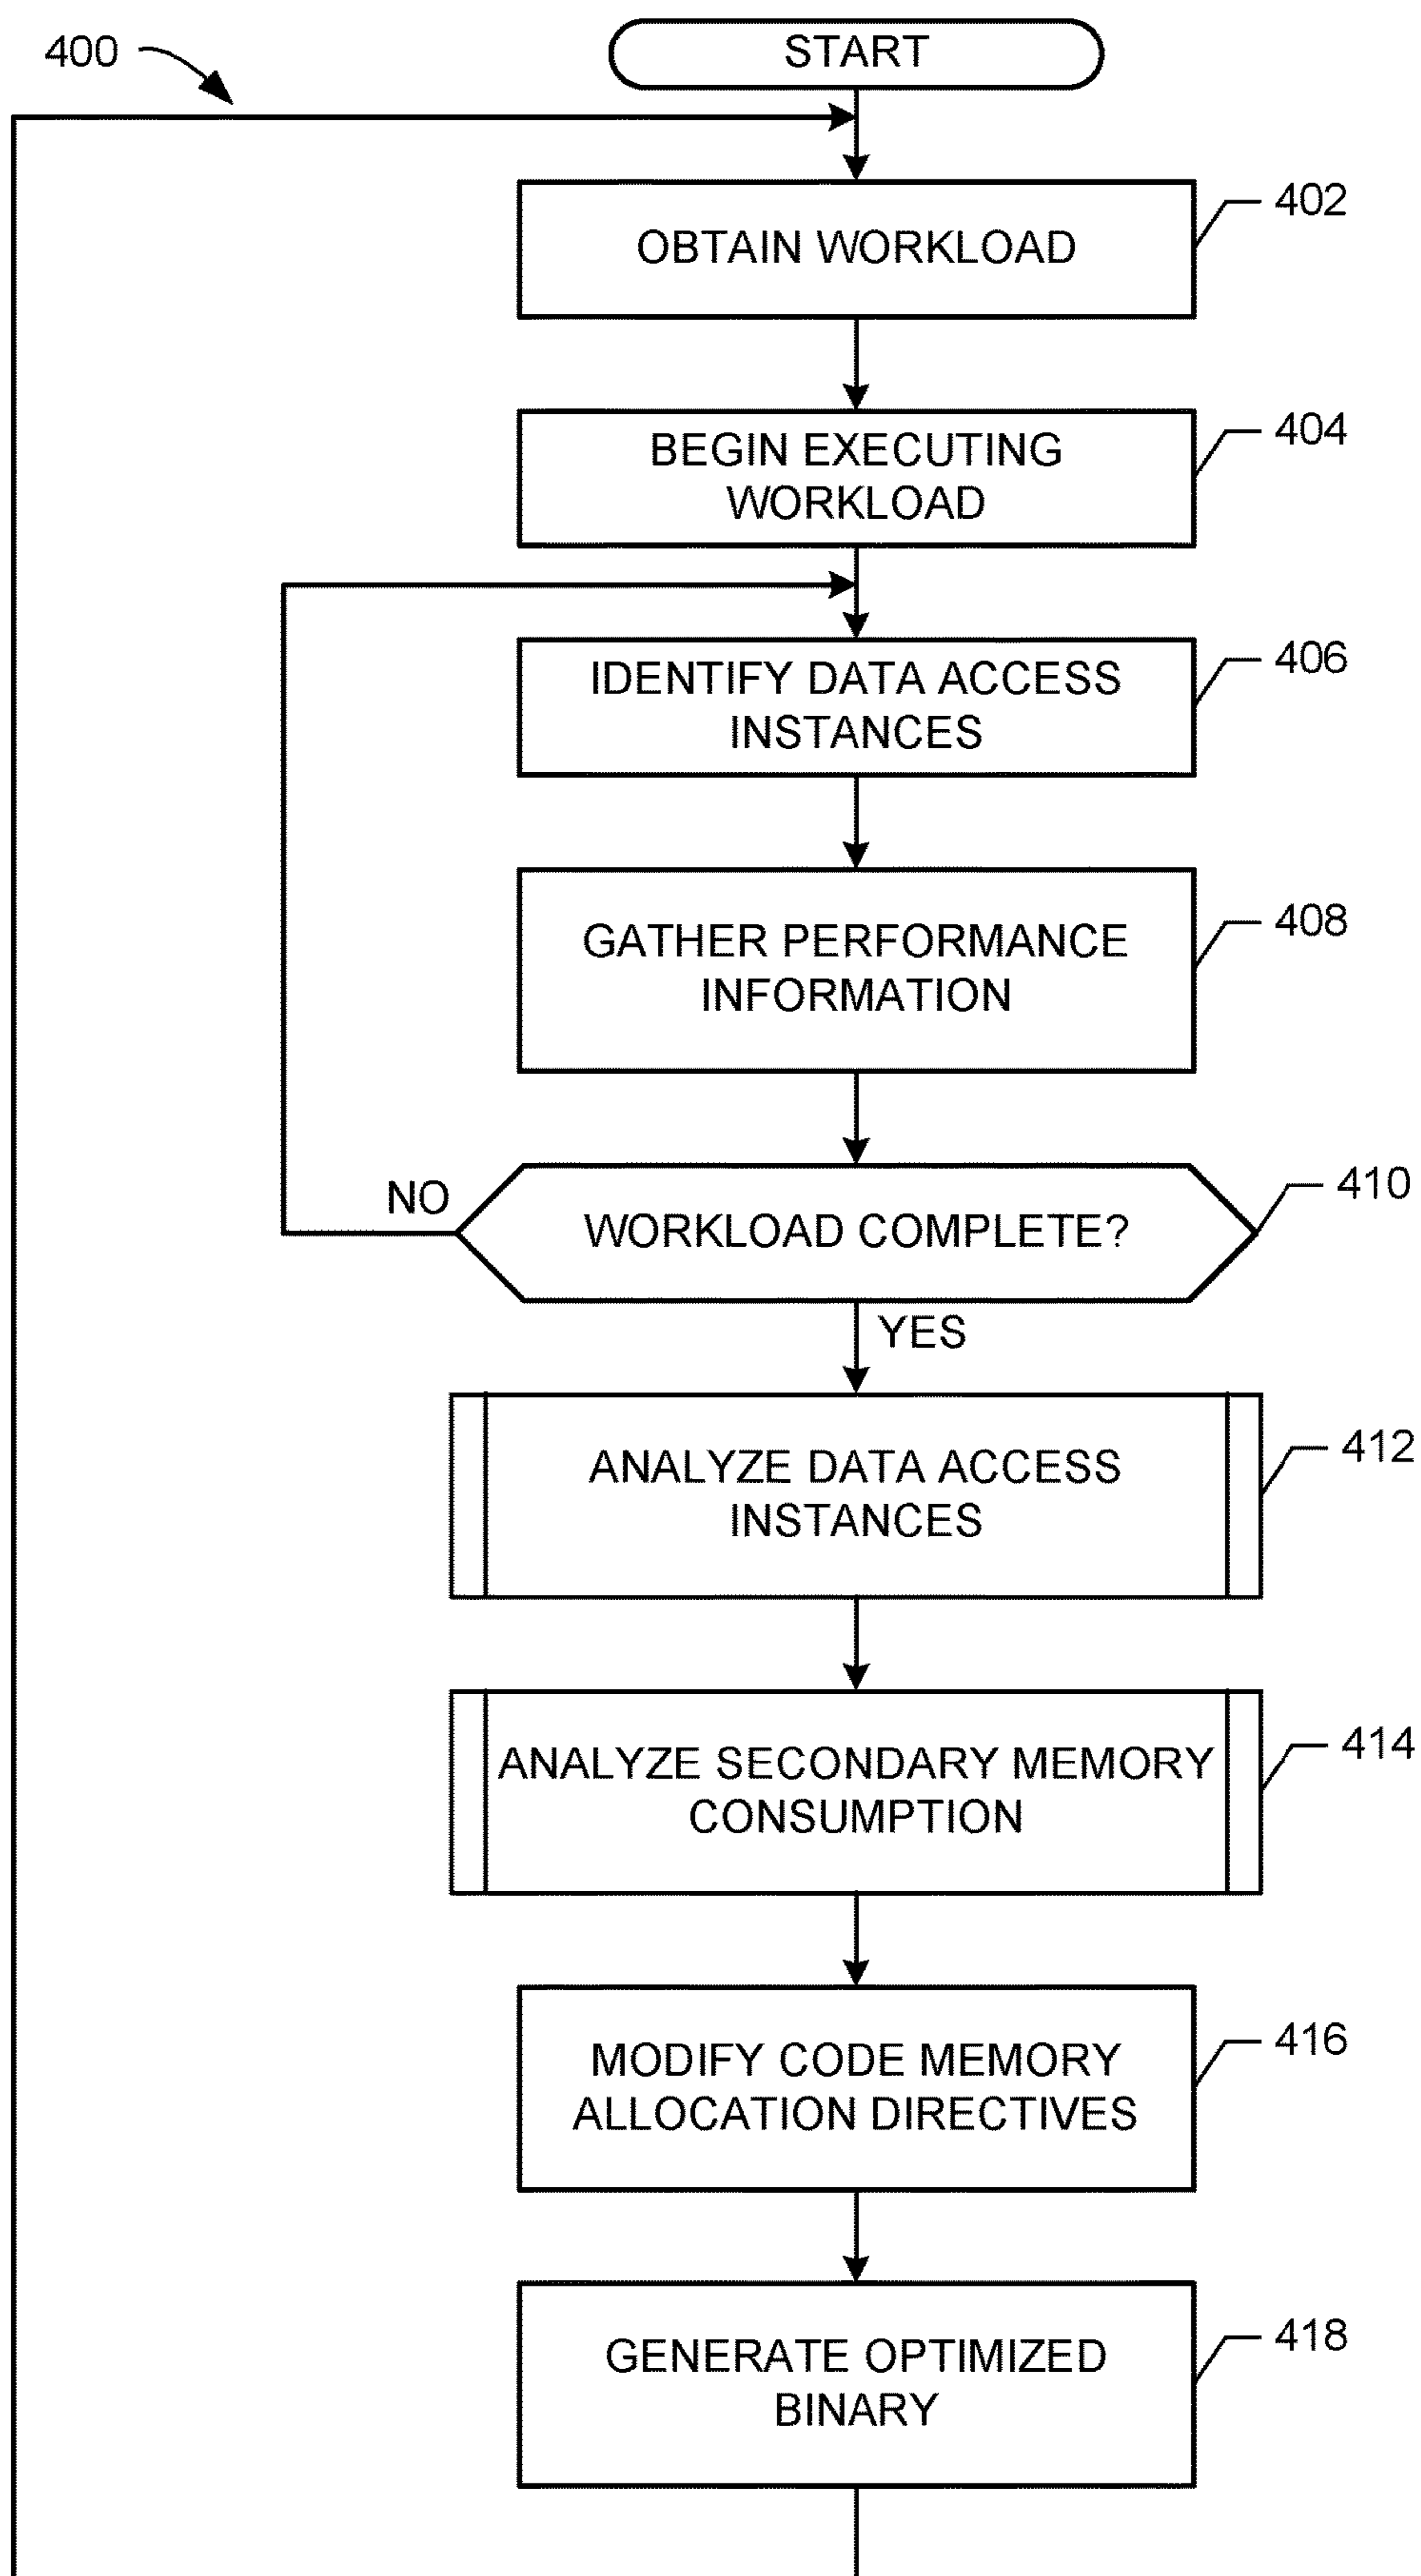 400
START
OBTAIN WORKLOAD
402
BEGIN EXECUTING
WORKLOAD
404
IDENTIFY DATA ACCESS
INSTANCES
406
GATHER PERFORMANCE
INFORMATION
408
NO
WORKLOAD COMPLETE?
410
YES
ANALYZE DATA ACCESS
INSTANCES
412
ANALYZE SECONDARY MEMORY
CONSUMPTION
414
MODIFY CODE MEMORY
ALLOCATION DIRECTIVES
416
GENERATE OPTIMIZED
BINARY
418